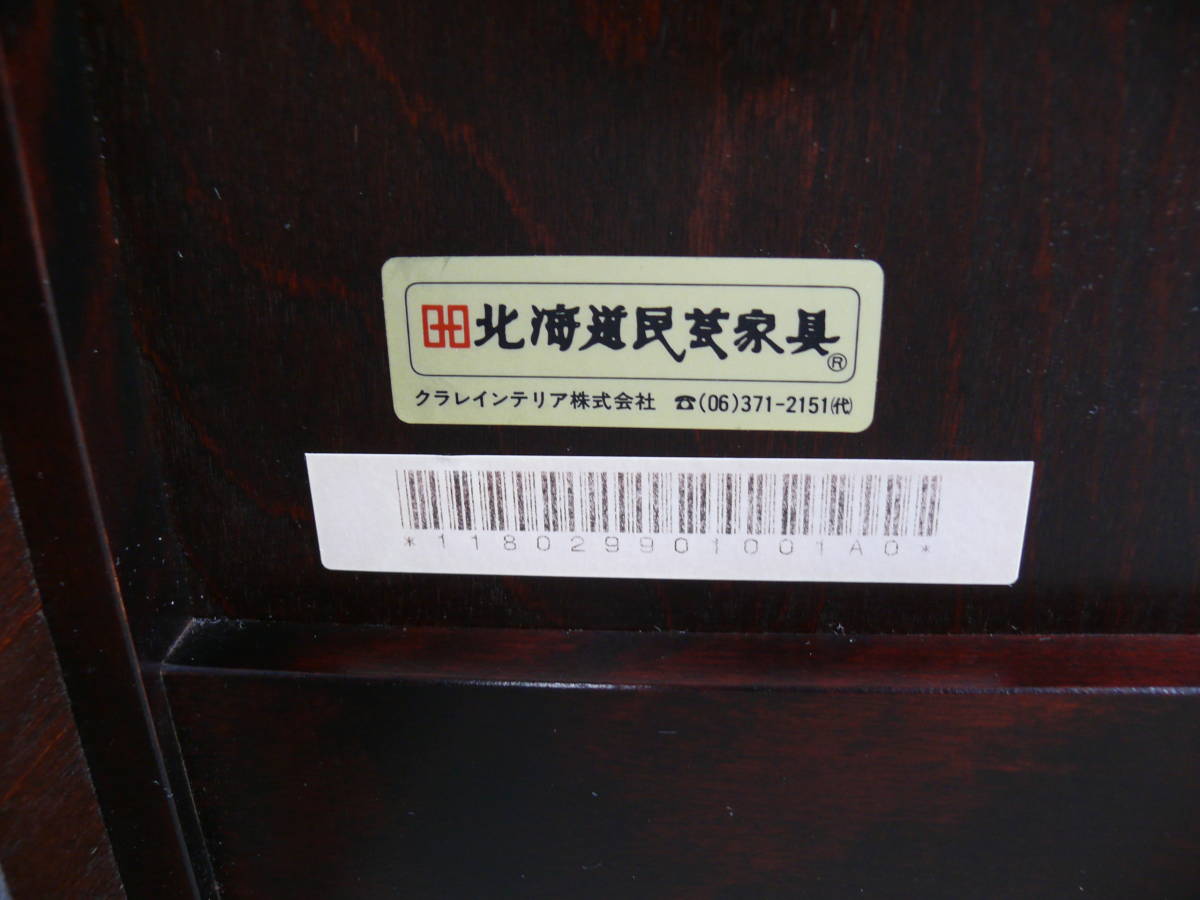 北海道民芸家具®
クラレインテリア株式会社 ☎(06)371-2151㈹
*118029901001A0*